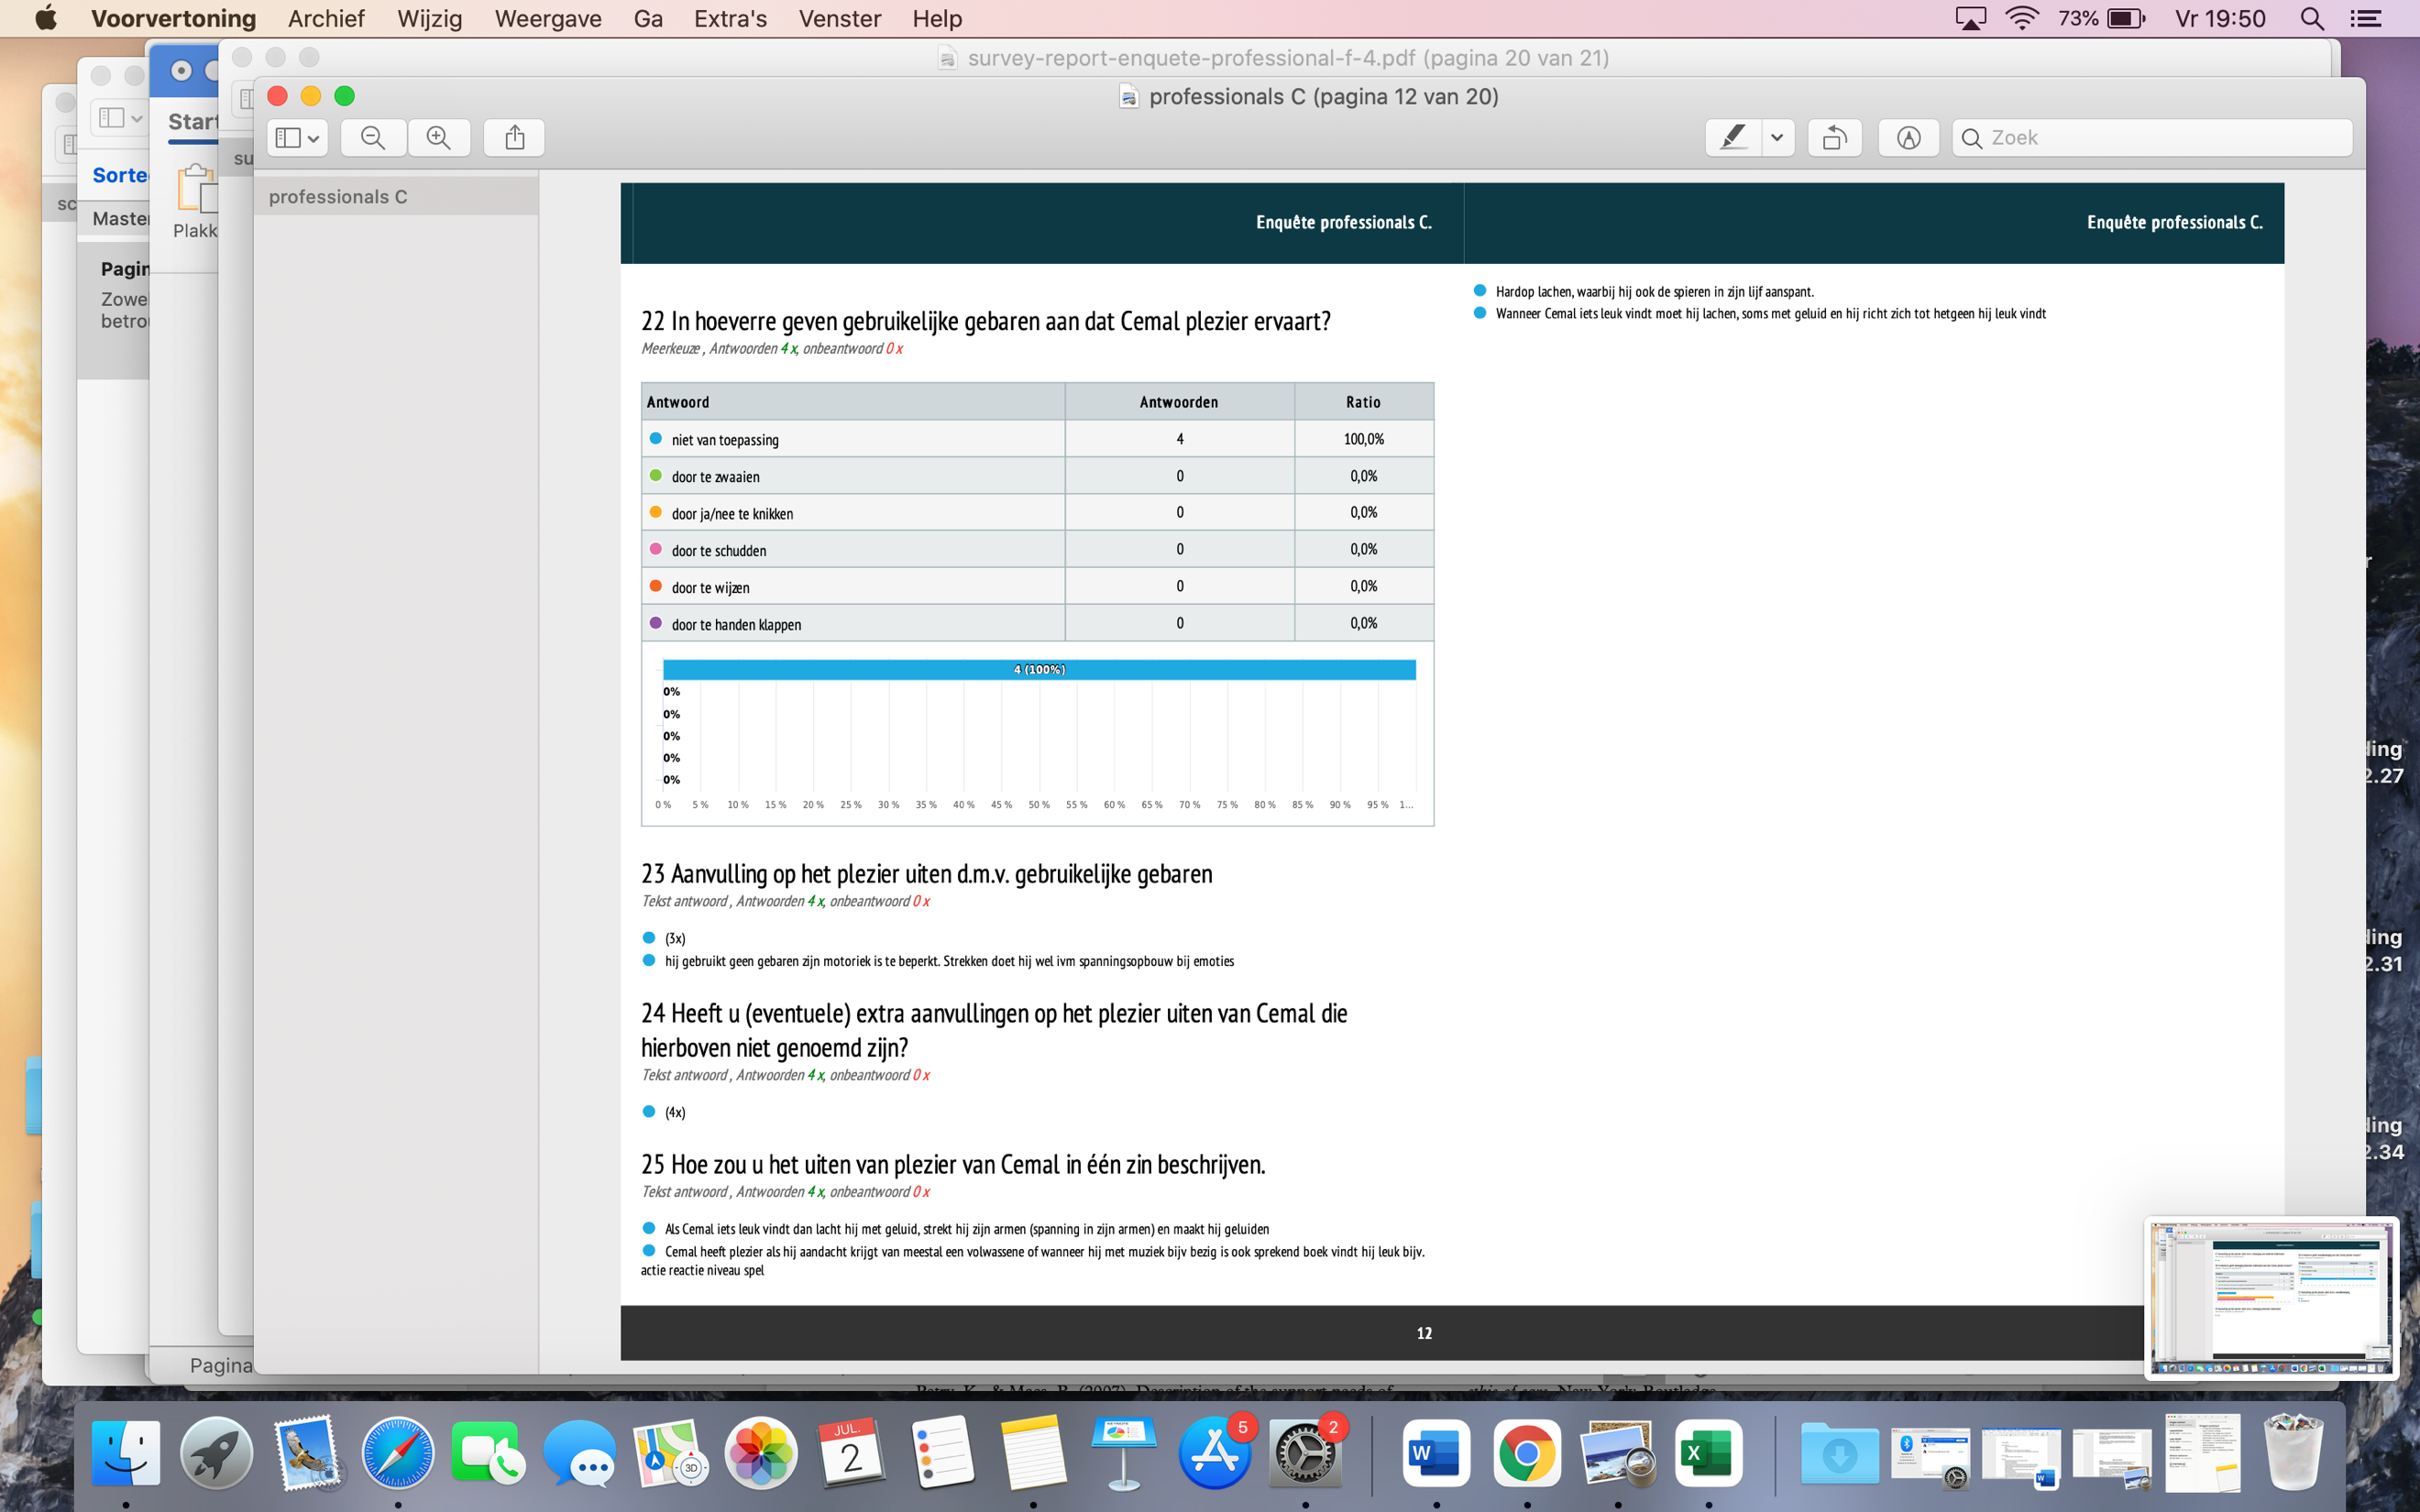 Voorvertoning Archief Wijzig Weergave Ga Extra's Venster Help 73% Vr 19:50
survey-report-enquete-professional-f-4.pdf (pagina 20 van 21)
professionals C (pagina 12 van 20)
Start
Zoek
Plakk
Pagin
Pagina
professionals C
Enquête professionals C.
22 In hoeverre geven gebruikelijke gebaren aan dat Cemal plezier ervaart?
Meerkeuze , Antwoorden 4 x, onbeantwoord 0 x
Antwoord Antwoorden Ratio
niet van toepassing 4 100,0%
door te zwaaien 0 0,0%
door ja/nee te knikken 0 0,0%
door te schudden 0 0,0%
door te wijzen 0 0,0%
door te handen klappen 0 0,0%
4 (100%)
0%
0%
0%
0%
0%
0 % 5 % 10 % 15 % 20 % 25 % 30 % 35 % 40 % 45 % 50 % 55 % 60 % 65 % 70 % 75 % 80 % 85 % 90 % 95 % 1...
23 Aanvulling op het plezier uiten d.m.v. gebruikelijke gebaren
Tekst antwoord , Antwoorden 4 x, onbeantwoord 0 x
(3x)
hij gebruikt geen gebaren zijn motoriek is te beperkt. Strekken doet hij wel ivm spanningsopbouw bij emoties
24 Heeft u (eventuele) extra aanvullingen op het plezier uiten van Cemal die
hierboven niet genoemd zijn?
Tekst antwoord , Antwoorden 4 x, onbeantwoord 0 x
(4x)
25 Hoe zou u het uiten van plezier van Cemal in één zin beschrijven.
Tekst antwoord , Antwoorden 4 x, onbeantwoord 0 x
Als Cemal iets leuk vindt dan lacht hij met geluid, strekt hij zijn armen (spanning in zijn armen) en maakt hij geluiden
Cemal heeft plezier als hij aandacht krijgt van meestal een volwassene of wanneer hij met muziek bijv bezig is ook sprekend boek vindt hij leuk bijv.
actie reactie niveau spel
12
Enquête professionals C.
Hardop lachen, waarbij hij ook de spieren in zijn lijf aanspant.
Wanneer Cemal iets leuk vindt moet hij lachen, soms met geluid en hij richt zich tot hetgeen hij leuk vindt
ding
2.27
ding
2.31
ding
2.34
JUL.
2
3D
5
2